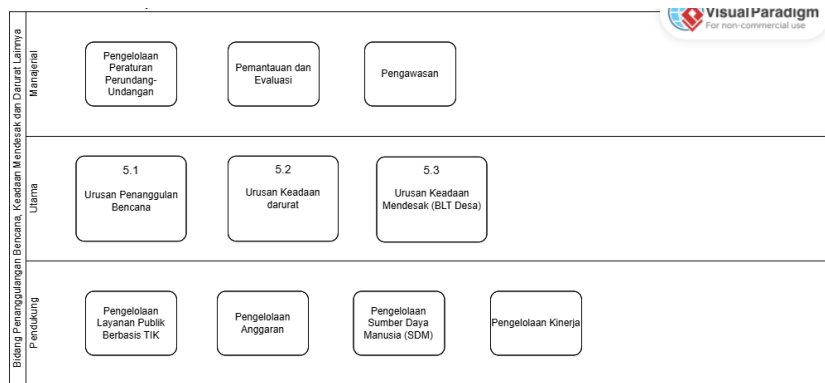 VisualParadigm
For non-commercial use
Bidang Penanggulangan Bencana, Keadaan Mendesak dan Darurat Lainnya
Manajerial
Pengelolaan
Peraturan
Perundang-
Undangan
Pemantauan dan
Evaluasi
Pengawasan
Utama
5.1
Urusan Penanggulan
Bencana
5.2
Urusan Keadaan
darurat
5.3
Urusan Keadaan
Mendesak (BLT Desa)
Pendukung
Pengelolaan
Layanan Publik
Berbasis TIK
Pengelolaan
Anggaran
Pengelolaan
Sumber Daya
Manusia (SDM)
Pengelolaan Kinerja